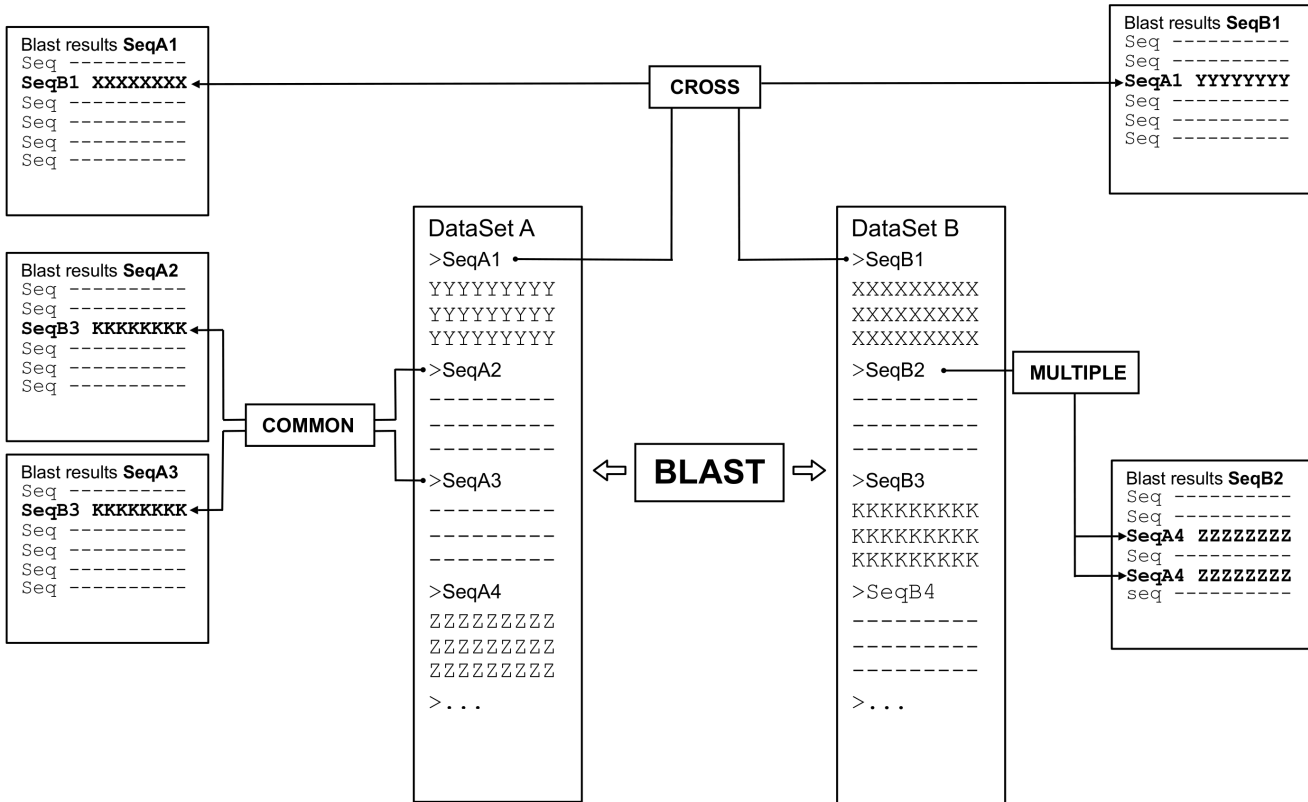 Blast results SeqA1
Seq ----------
SeqB1 XXXXXXXX
Seq ----------
Seq ----------
Seq ----------
Seq ----------
CROSS
Blast results SeqB1
Seq ----------
Seq ----------
SeqA1 YYYYYYYY
Seq ----------
Seq ----------
Seq ----------
Blast results SeqA2
Seq ----------
Seq ----------
SeqB3 KKKKKKKK
Seq ----------
Seq ----------
Seq ----------
COMMON
Blast results SeqA3
Seq ----------
SeqB3 KKKKKKKK
Seq ----------
Seq ----------
Seq ----------
Seq ----------
DataSet A
>SeqA1
YYYYYYYYY
YYYYYYYYY
YYYYYYYYY
>SeqA2
---------
---------
---------
>SeqA3
---------
---------
---------
>SeqA4
ZZZZZZZZZ
ZZZZZZZZZ
ZZZZZZZZZ
>...
BLAST
DataSet B
>SeqB1
XXXXXXXXX
XXXXXXXXX
XXXXXXXXX
>SeqB2
---------
---------
---------
>SeqB3
KKKKKKKKK
KKKKKKKKK
KKKKKKKKK
>SeqB4
---------
---------
---------
>...
MULTIPLE
Blast results SeqB2
Seq ----------
Seq ----------
SeqA4 ZZZZZZZZ
Seq ----------
SeqA4 ZZZZZZZZ
seq ----------